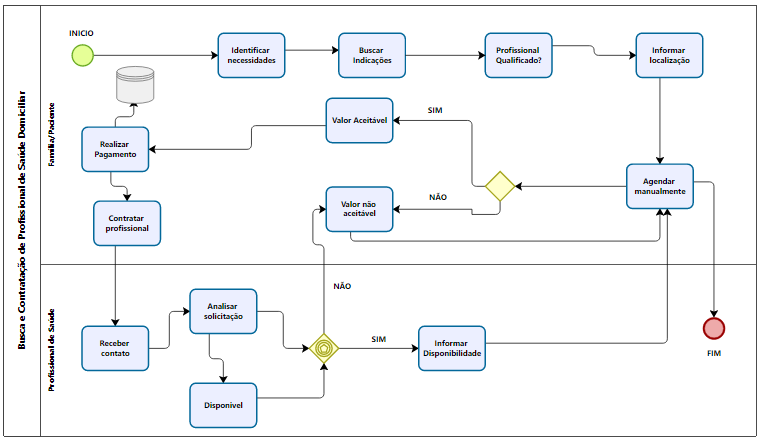 Busca e Contratação de Profissional de Saúde Domiciliar
Família/Paciente
INICIO
Identificar
necessidades
Buscar
Indicações
Profissional
Qualificado?
Informar
localização
SIM
Valor Aceitável
Realizar
Pagamento
Agendar
manualmente
NÃO
Valor não
aceitável
Contratar
profissional
Profissional de Saúde
NÃO
Analisar
solicitação
SIM
Receber
contato
Informar
Disponibilidade
FIM
Disponivel